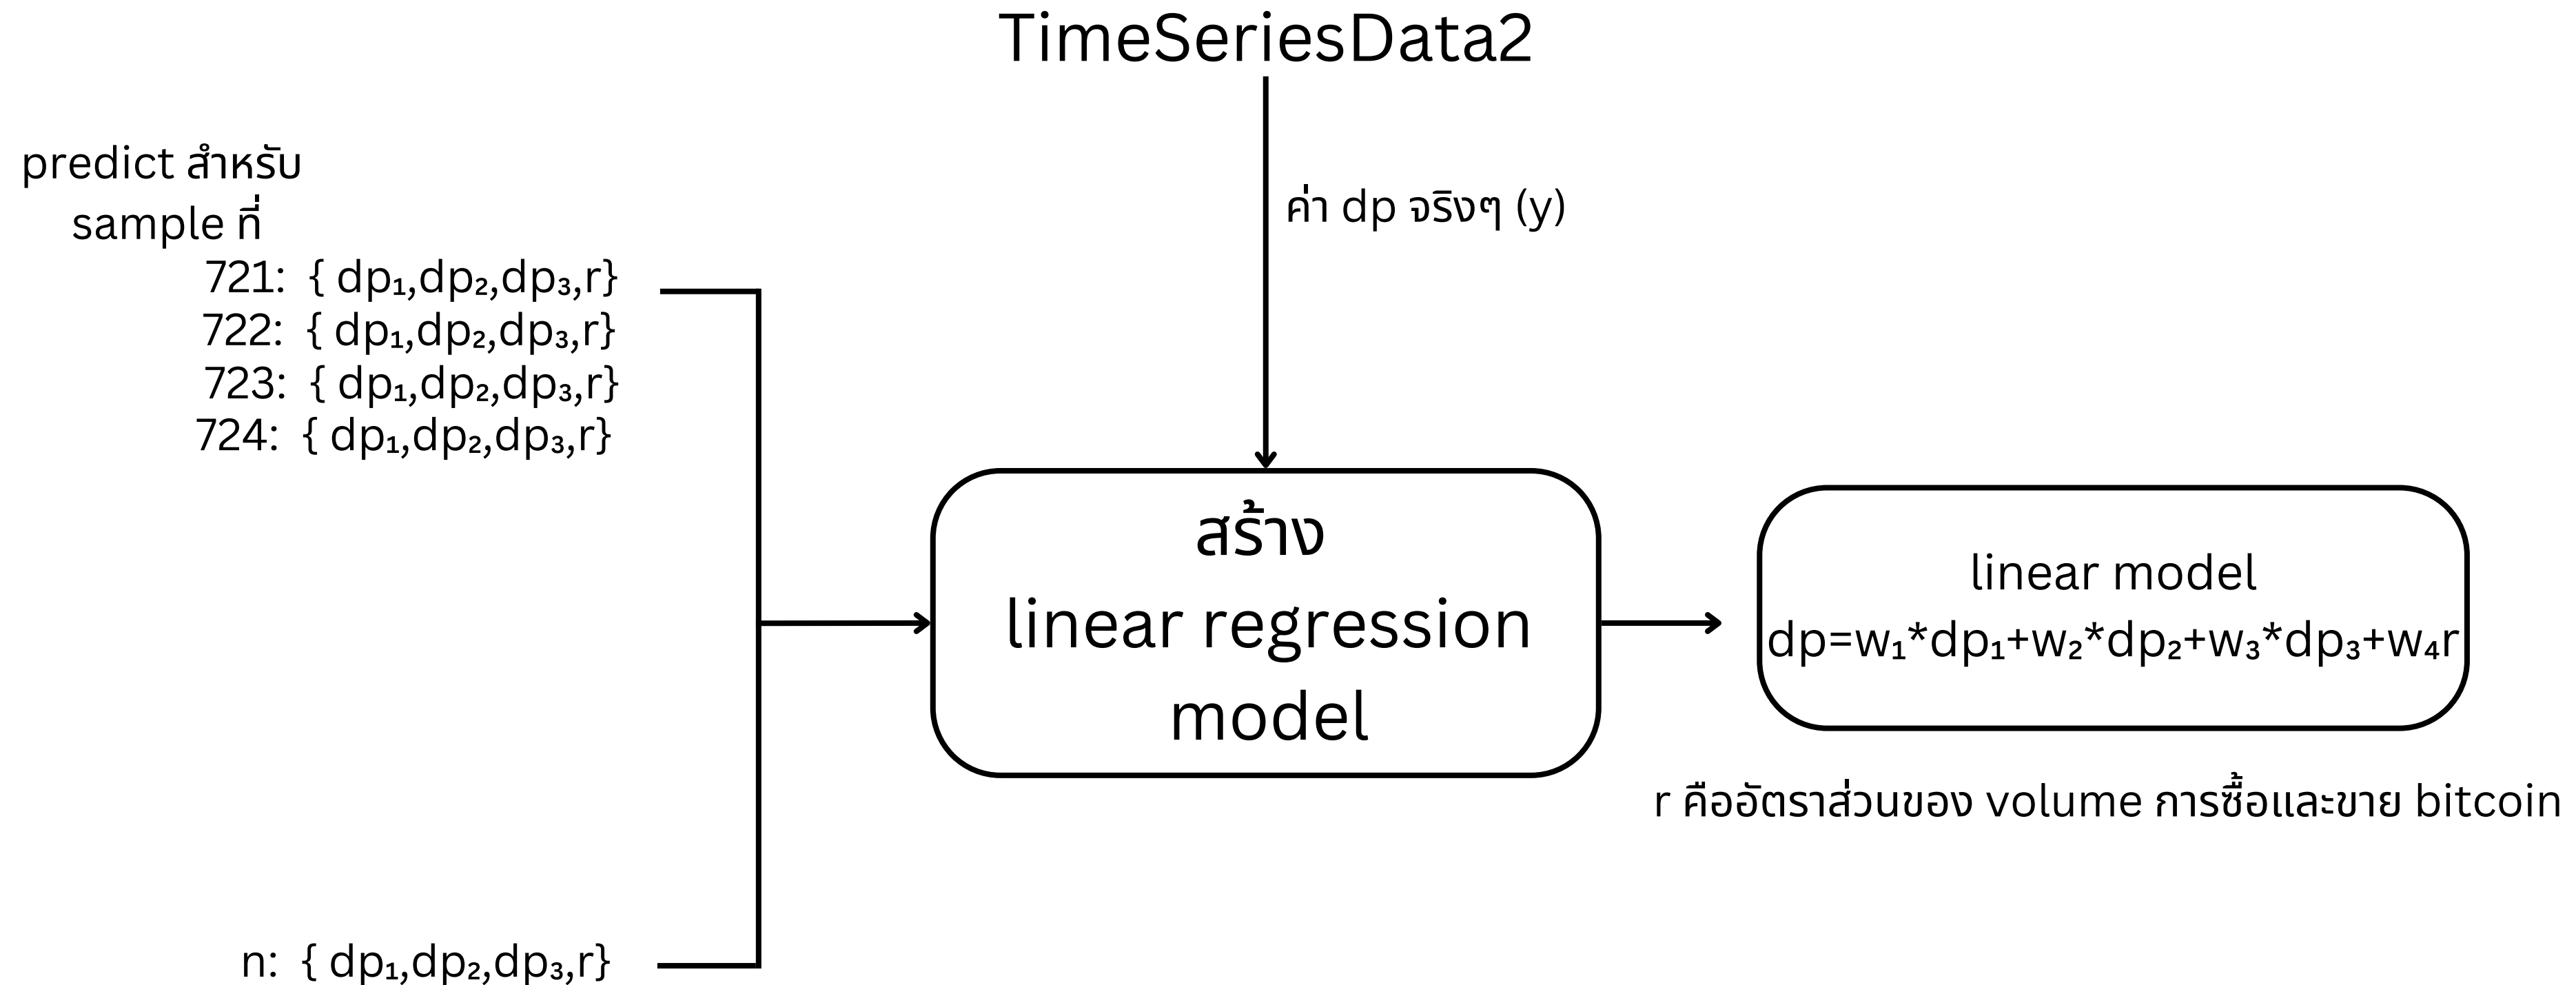 TimeSeriesData2
predict สำหรับ
sample ที่
721: { dp₁,dp₂,dp₃,r}
722: { dp₁,dp₂,dp₃,r}
723: { dp₁,dp₂,dp₃,r}
724: { dp₁,dp₂,dp₃,r}
n: { dp₁,dp₂,dp₃,r}
ค่า dp จริงๆ (y)
สร้าง
linear regression
model
linear model
dp=w₁*dp₁+w₂*dp₂+w₃*dp₃+w₄r
r คืออัตราส่วนของ volume การซื้อและขาย bitcoin